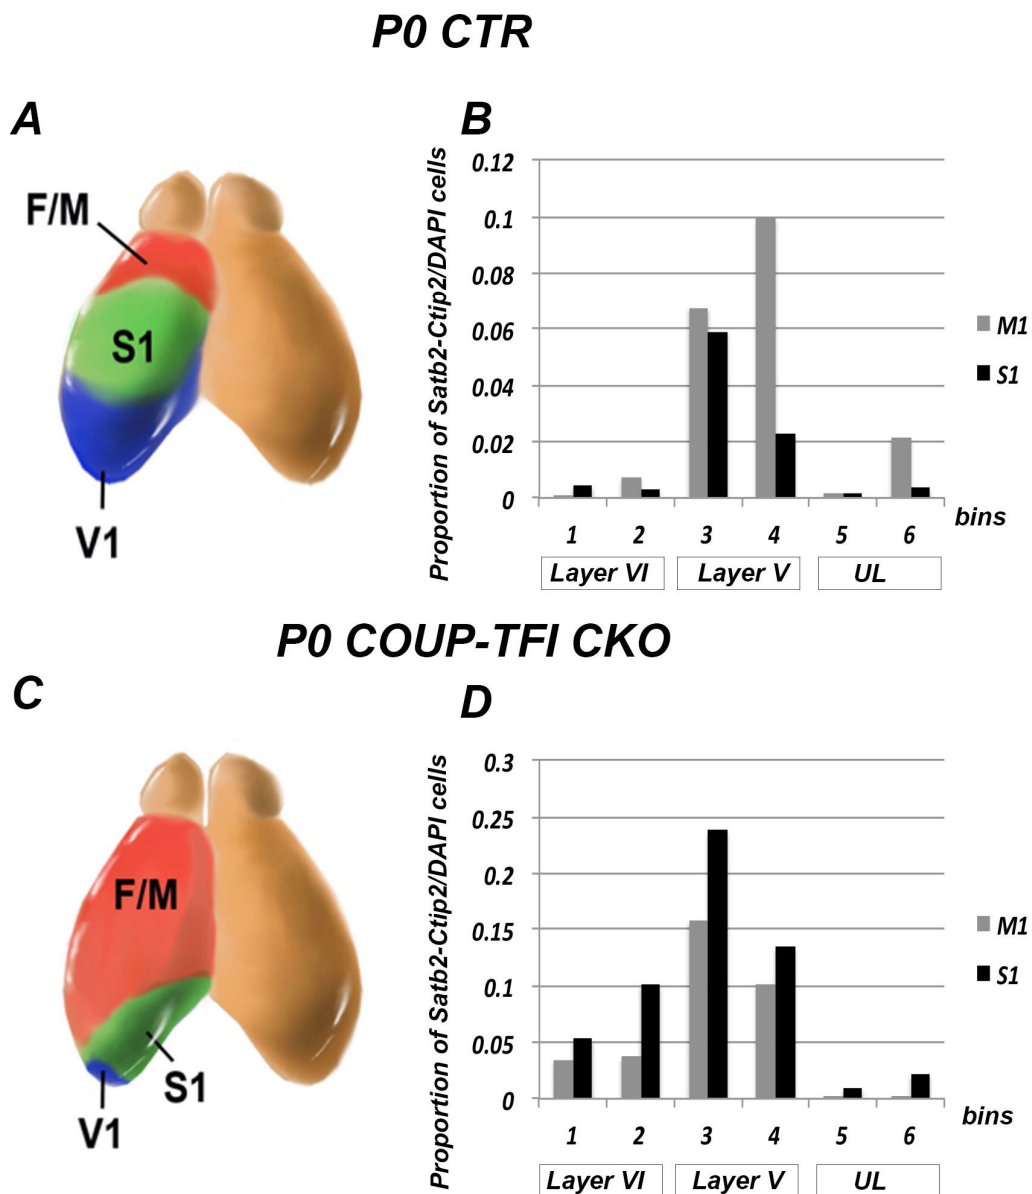 P0 CTR
A
B
F/M
S1
V1
Proportion of Satb2-Ctip2/DAPI cells
0.12
0.1
0.08
0.06
0.04
0.02
0
M1
S1
1 2 3 4 5 6
bins
Layer VI Layer V UL
P0 COUP-TFI CKO
C
D
F/M
S1
V1
Proportion of Satb2-Ctip2/DAPI cells
0.3
0.25
0.2
0.15
0.1
0.05
0
M1
S1
1 2 3 4 5 6
bins
Layer VI Layer V UL